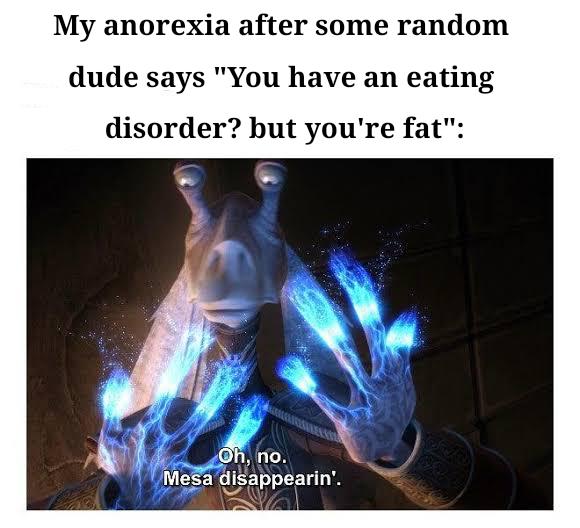 My anorexia after some random
dude says "You have an eating
disorder? but you're fat":
Oh, no.
Mesa disappearin'.